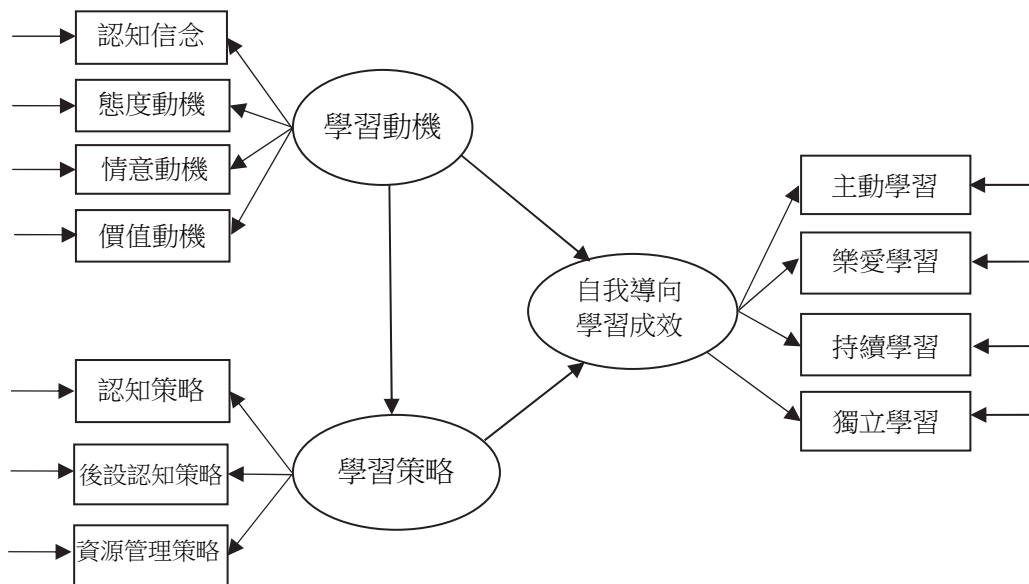 認知信念
態度動機
情意動機
價值動機
學習動機
主動學習
樂愛學習
持續學習
獨立學習
自我導向
學習成效
認知策略
後設認知策略
資源管理策略
學習策略